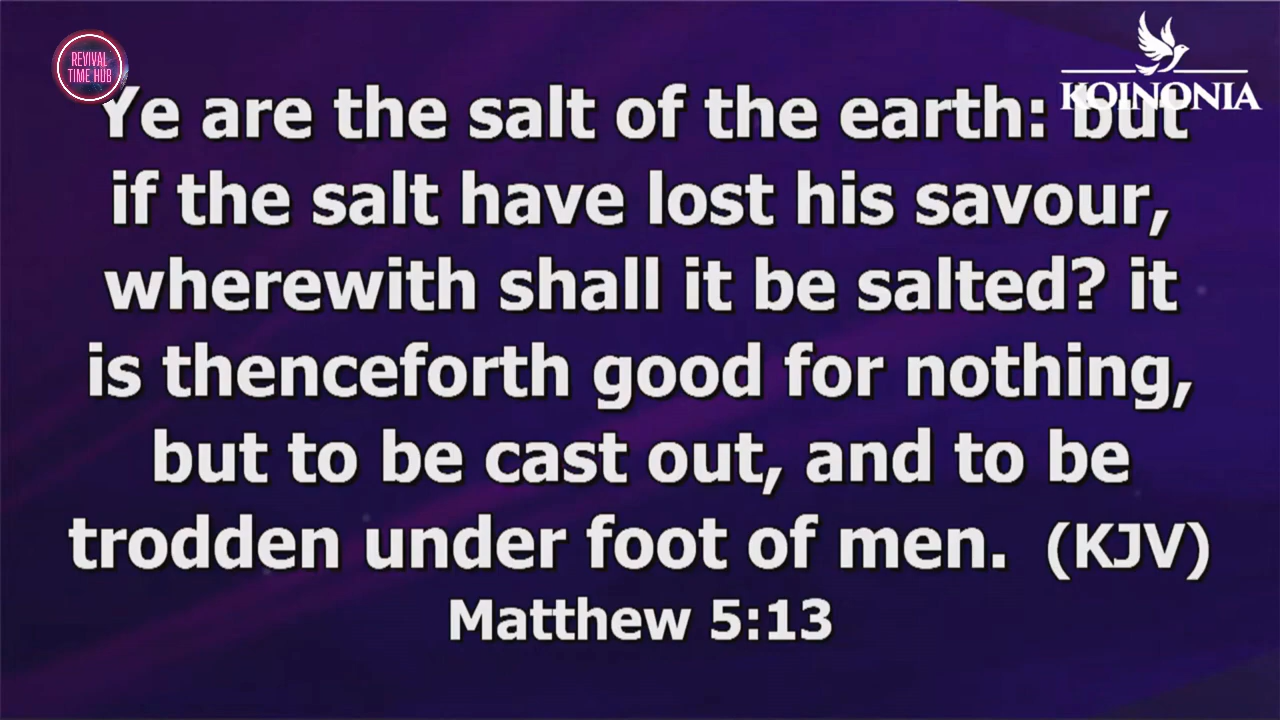 REVIVAL
TIME HUB
KOINONIA
Ye are the salt of the earth: but
if the salt have lost his savour,
wherewith shall it be salted? it
is thenceforth good for nothing,
but to be cast out, and to be
trodden under foot of men. (KJV)
Matthew 5:13